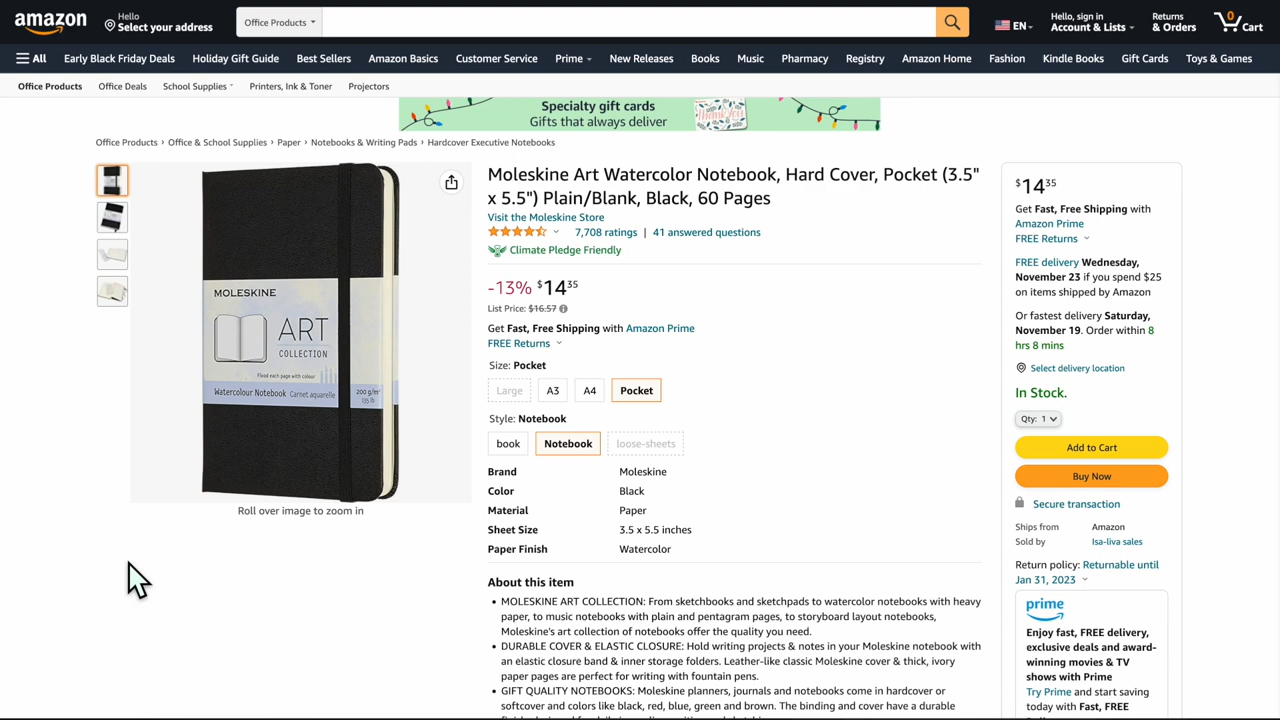 amazon
Hello
Select your address
Office Products
EN
Hello, sign in
Account & Lists
Returns
& Orders
0
Cart
All
Early Black Friday Deals
Holiday Gift Guide
Best Sellers
Amazon Basics
Customer Service
Prime
New Releases
Books
Music
Pharmacy
Registry
Amazon Home
Fashion
Kindle Books
Gift Cards
Toys & Games
Office Products
Office Deals
School Supplies
Printers, Ink & Toner
Projectors
Specialty gift cards
Gifts that always deliver
Office Products › Office & School Supplies › Paper › Notebooks & Writing Pads › Hardcover Executive Notebooks
MOLESKINE
ART
COLLECTION
Flood each page with colour
Watercolour Notebook Carnet aquarelle
200 g/m²
135 lb
Roll over image to zoom in
Moleskine Art Watercolor Notebook, Hard Cover, Pocket (3.5"
x 5.5") Plain/Blank, Black, 60 Pages
Visit the Moleskine Store
7,708 ratings | 41 answered questions
Climate Pledge Friendly
-13% $14 35
List Price: $16.57
Get Fast, Free Shipping with Amazon Prime
FREE Returns
Size: Pocket
Large
A3
A4
Pocket
Style: Notebook
book
Notebook
loose-sheets
Brand Moleskine
Color Black
Material Paper
Sheet Size 3.5 x 5.5 inches
Paper Finish Watercolor
About this item
• MOLESKINE ART COLLECTION: From sketchbooks and sketchpads to watercolor notebooks with heavy
paper, to music notebooks with plain and pentagram pages, to storyboard layout notebooks,
Moleskine's art collection of notebooks offer the quality you need.
• DURABLE COVER & ELASTIC CLOSURE: Hold writing projects & notes in your Moleskine notebook with
an elastic closure band & inner storage folders. Leather-like classic Moleskine cover & thick, ivory
paper pages are perfect for writing with fountain pens.
• GIFT QUALITY NOTEBOOKS: Moleskine planners, journals and notebooks come in hardcover or
softcover and colors like black, red, blue, green and brown. The binding and cover have a durable
$14 35
Get Fast, Free Shipping with
Amazon Prime
FREE Returns
FREE delivery Wednesday,
November 23 if you spend $25
on items shipped by Amazon
Or fastest delivery Saturday,
November 19. Order within 8
hrs 8 mins
Select delivery location
In Stock.
Qty: 1
Add to Cart
Buy Now
Secure transaction
Ships from Amazon
Sold by Isa-liva sales
Return policy: Returnable until
Jan 31, 2023
prime
Enjoy fast, FREE delivery,
exclusive deals and award-
winning movies & TV
shows with Prime
Try Prime and start saving
today with Fast, FREE